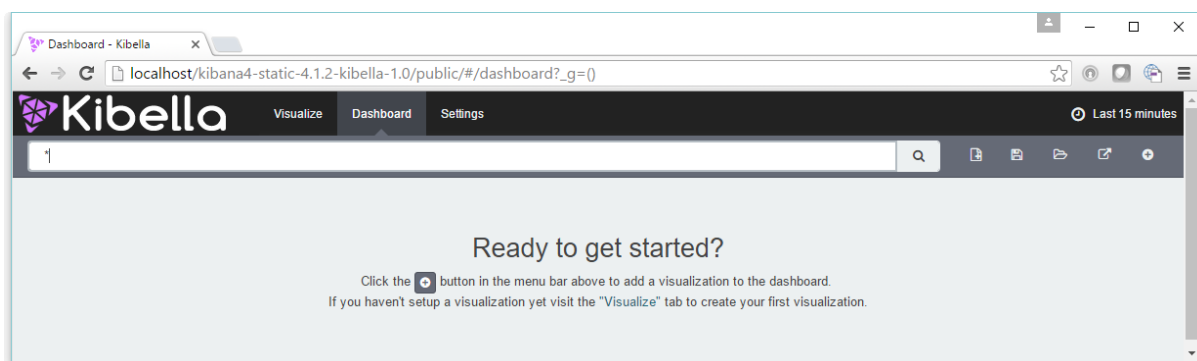 Dashboard - Kibella
localhost/kibana4-static-4.1.2-kibella-1.0/public/#/dashboard?_g=()
Kibella Visualize Dashboard Settings Last 15 minutes
*
Ready to get started?
Click the button in the menu bar above to add a visualization to the dashboard.
If you haven't setup a visualization yet visit the "Visualize" tab to create your first visualization.